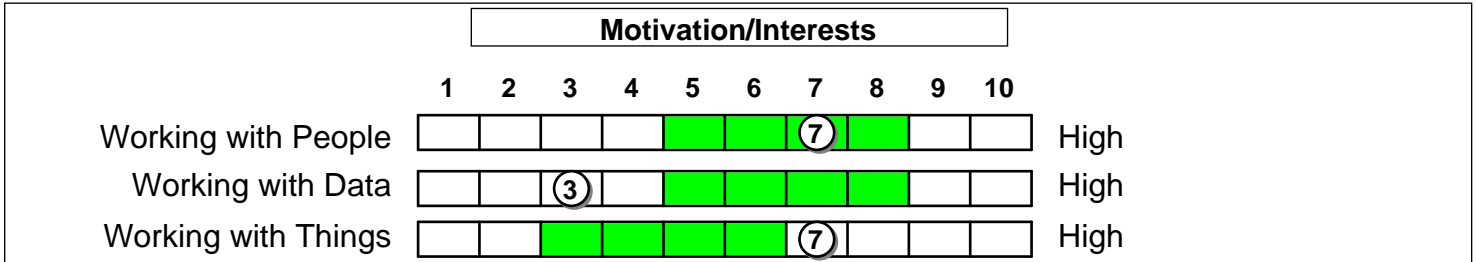 Motivation/Interests
1 2 3 4 5 6 7 8 9 10
Working with People 7 High
Working with Data 3 High
Working with Things 7 High